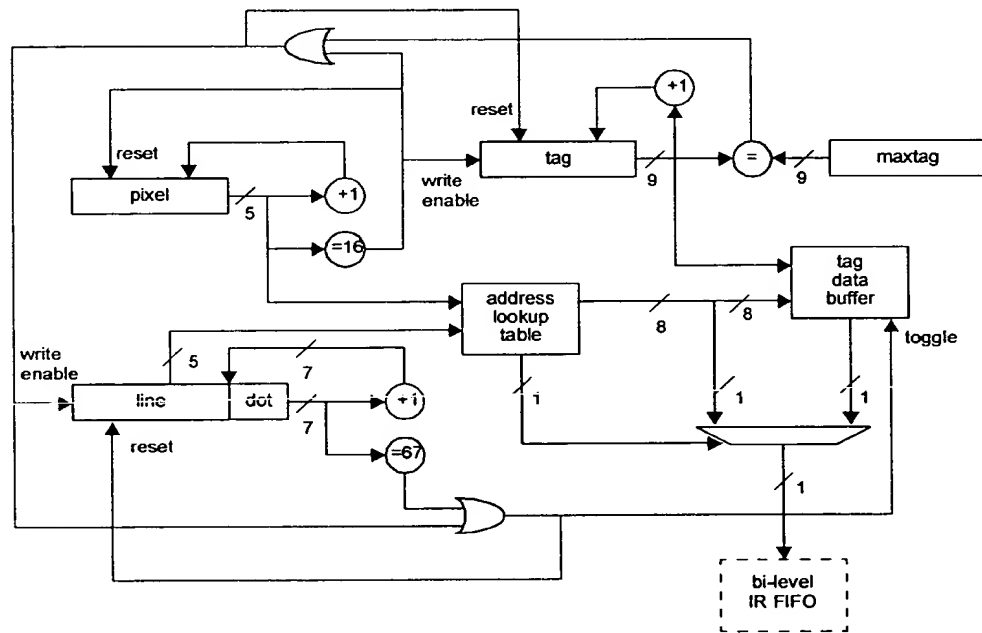 reset
+1
tag
9
=
9
maxtag
reset
pixel
5
+1
write
enable
=16
tag
data
buffer
address
lookup
table
8
8
toggle
write
enable
5
7
line
dot
7
+1
1
1
1
reset
=67
1
bi-level
IR FIFO